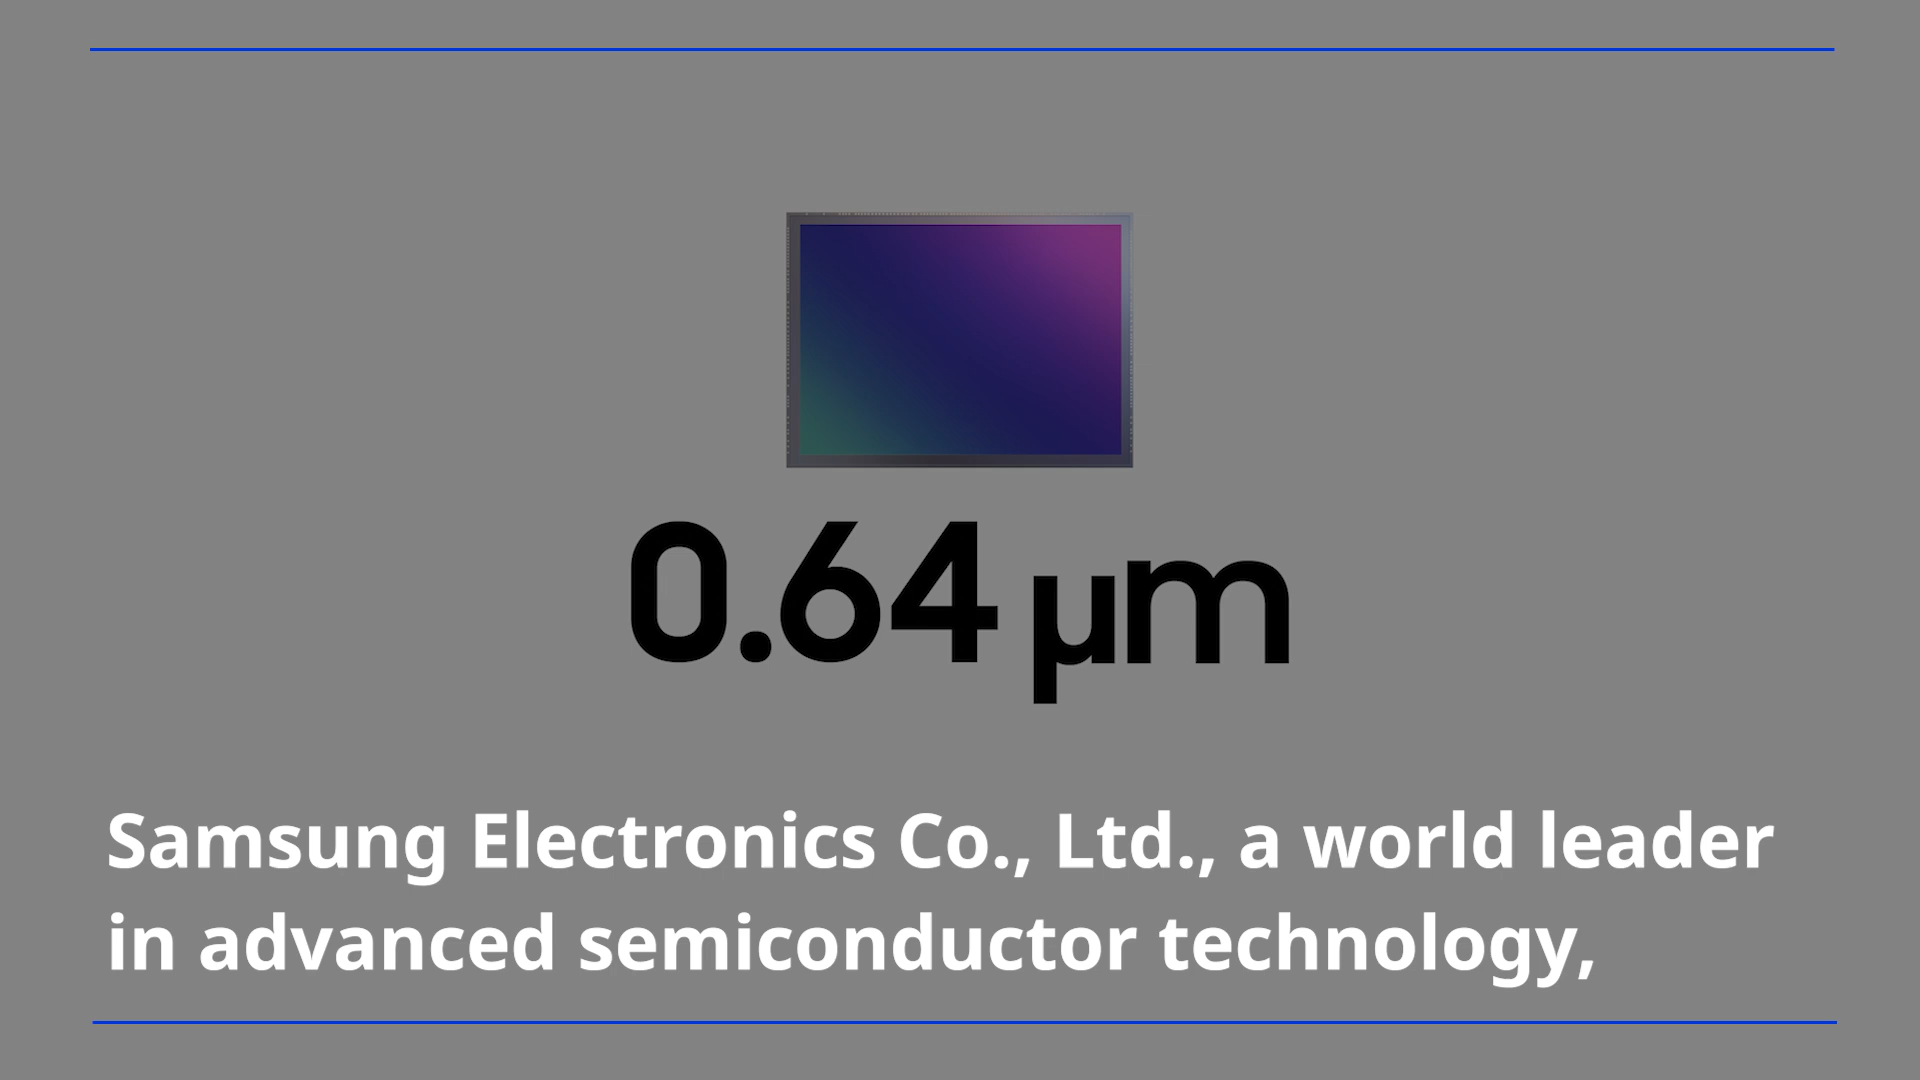 0.64 µm
Samsung Electronics Co., Ltd., a world leader
in advanced semiconductor technology,